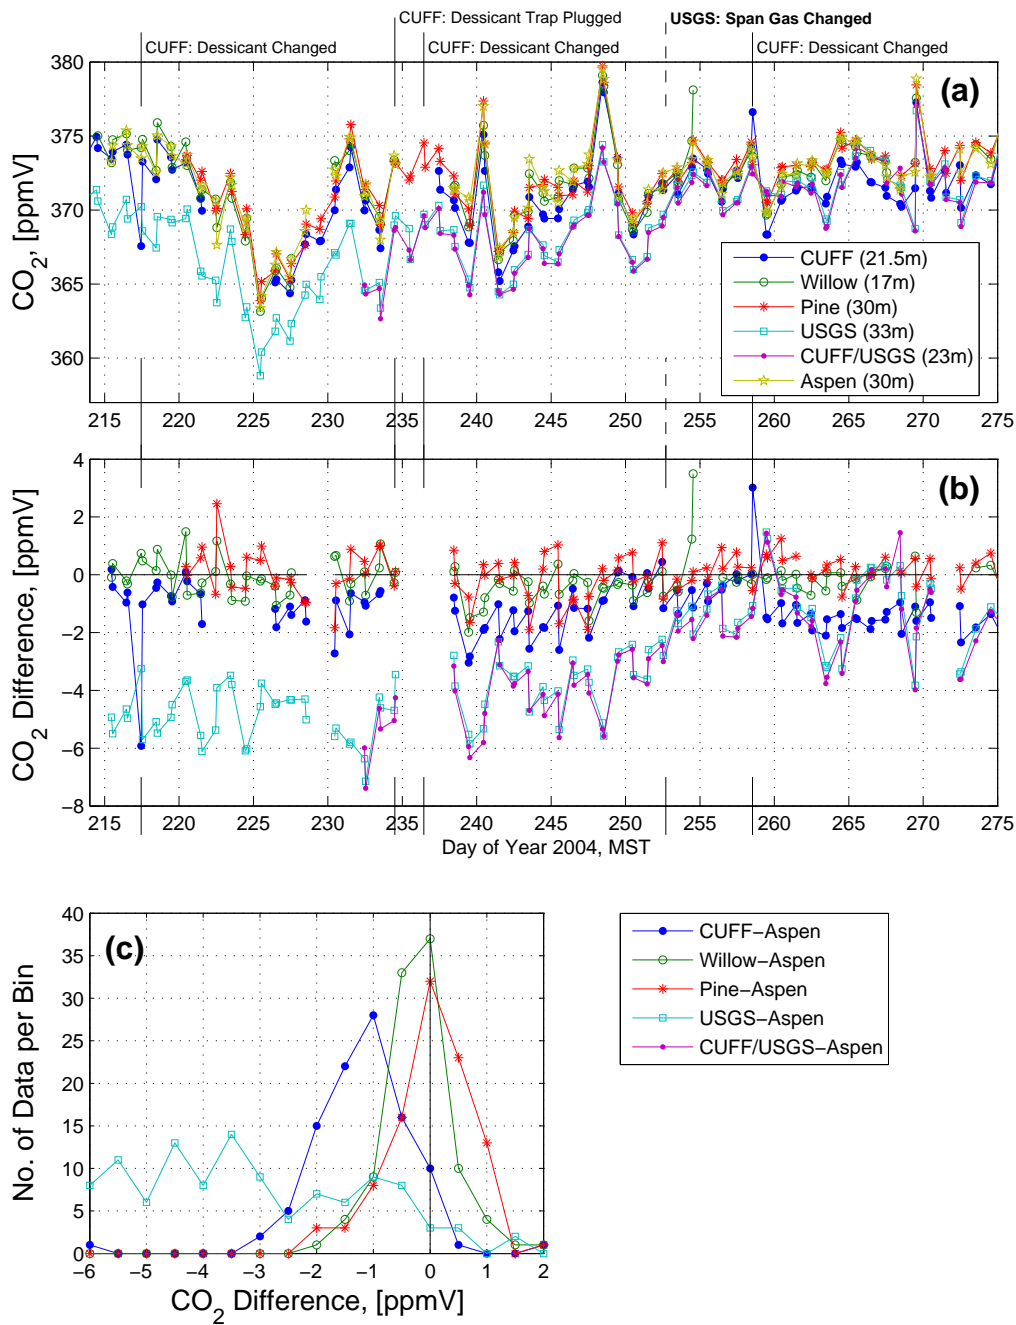 CUFF: Dessicant Trap Plugged
USGS: Span Gas Changed
CUFF: Dessicant Changed
CUFF: Dessicant Changed
CUFF: Dessicant Changed
(a)
CO2, [ppmV]
380
375
370
365
360
CUFF (21.5m)
Willow (17m)
Pine (30m)
USGS (33m)
CUFF/USGS (23m)
Aspen (30m)
215 220 225 230 235 240 245 250 255 260 265 270 275
(b)
CO2 Difference, [ppmV]
4
2
0
−2
−4
−6
−8
215 220 225 230 235 240 245 250 255 260 265 270 275
Day of Year 2004, MST
(c)
No. of Data per Bin
40
35
30
25
20
15
10
5
0
−6 −5 −4 −3 −2 −1 0 1 2
CO2 Difference, [ppmV]
CUFF−Aspen
Willow−Aspen
Pine−Aspen
USGS−Aspen
CUFF/USGS−Aspen